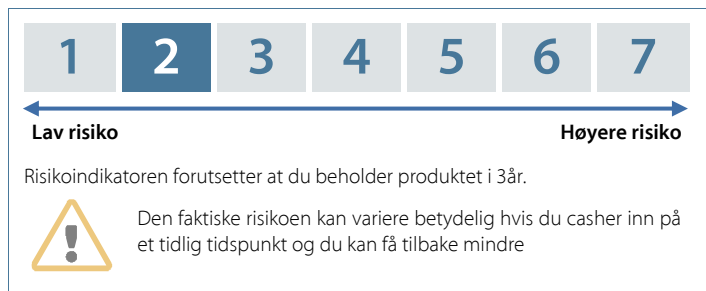 1 2 3 4 5 6 7
Lav risiko Høyere risiko
Risikoindikatoren forutsetter at du beholder produktet i 3år.
Den faktiske risikoen kan variere betydelig hvis du casher inn på
et tidlig tidspunkt og du kan få tilbake mindre